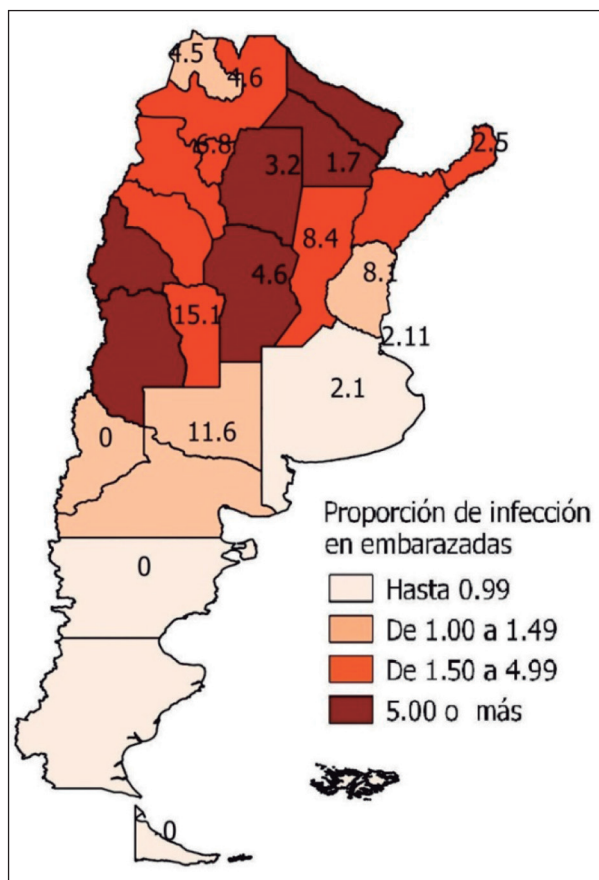 4.5
4.6
6.8
3.2
1.7
2.5
8.4
4.6
8.1
15.1
2.11
2.1
0
11.6
0
0
Proporción de infección
en embarazadas
Hasta 0.99
De 1.00 a 1.49
De 1.50 a 4.99
5.00 o más